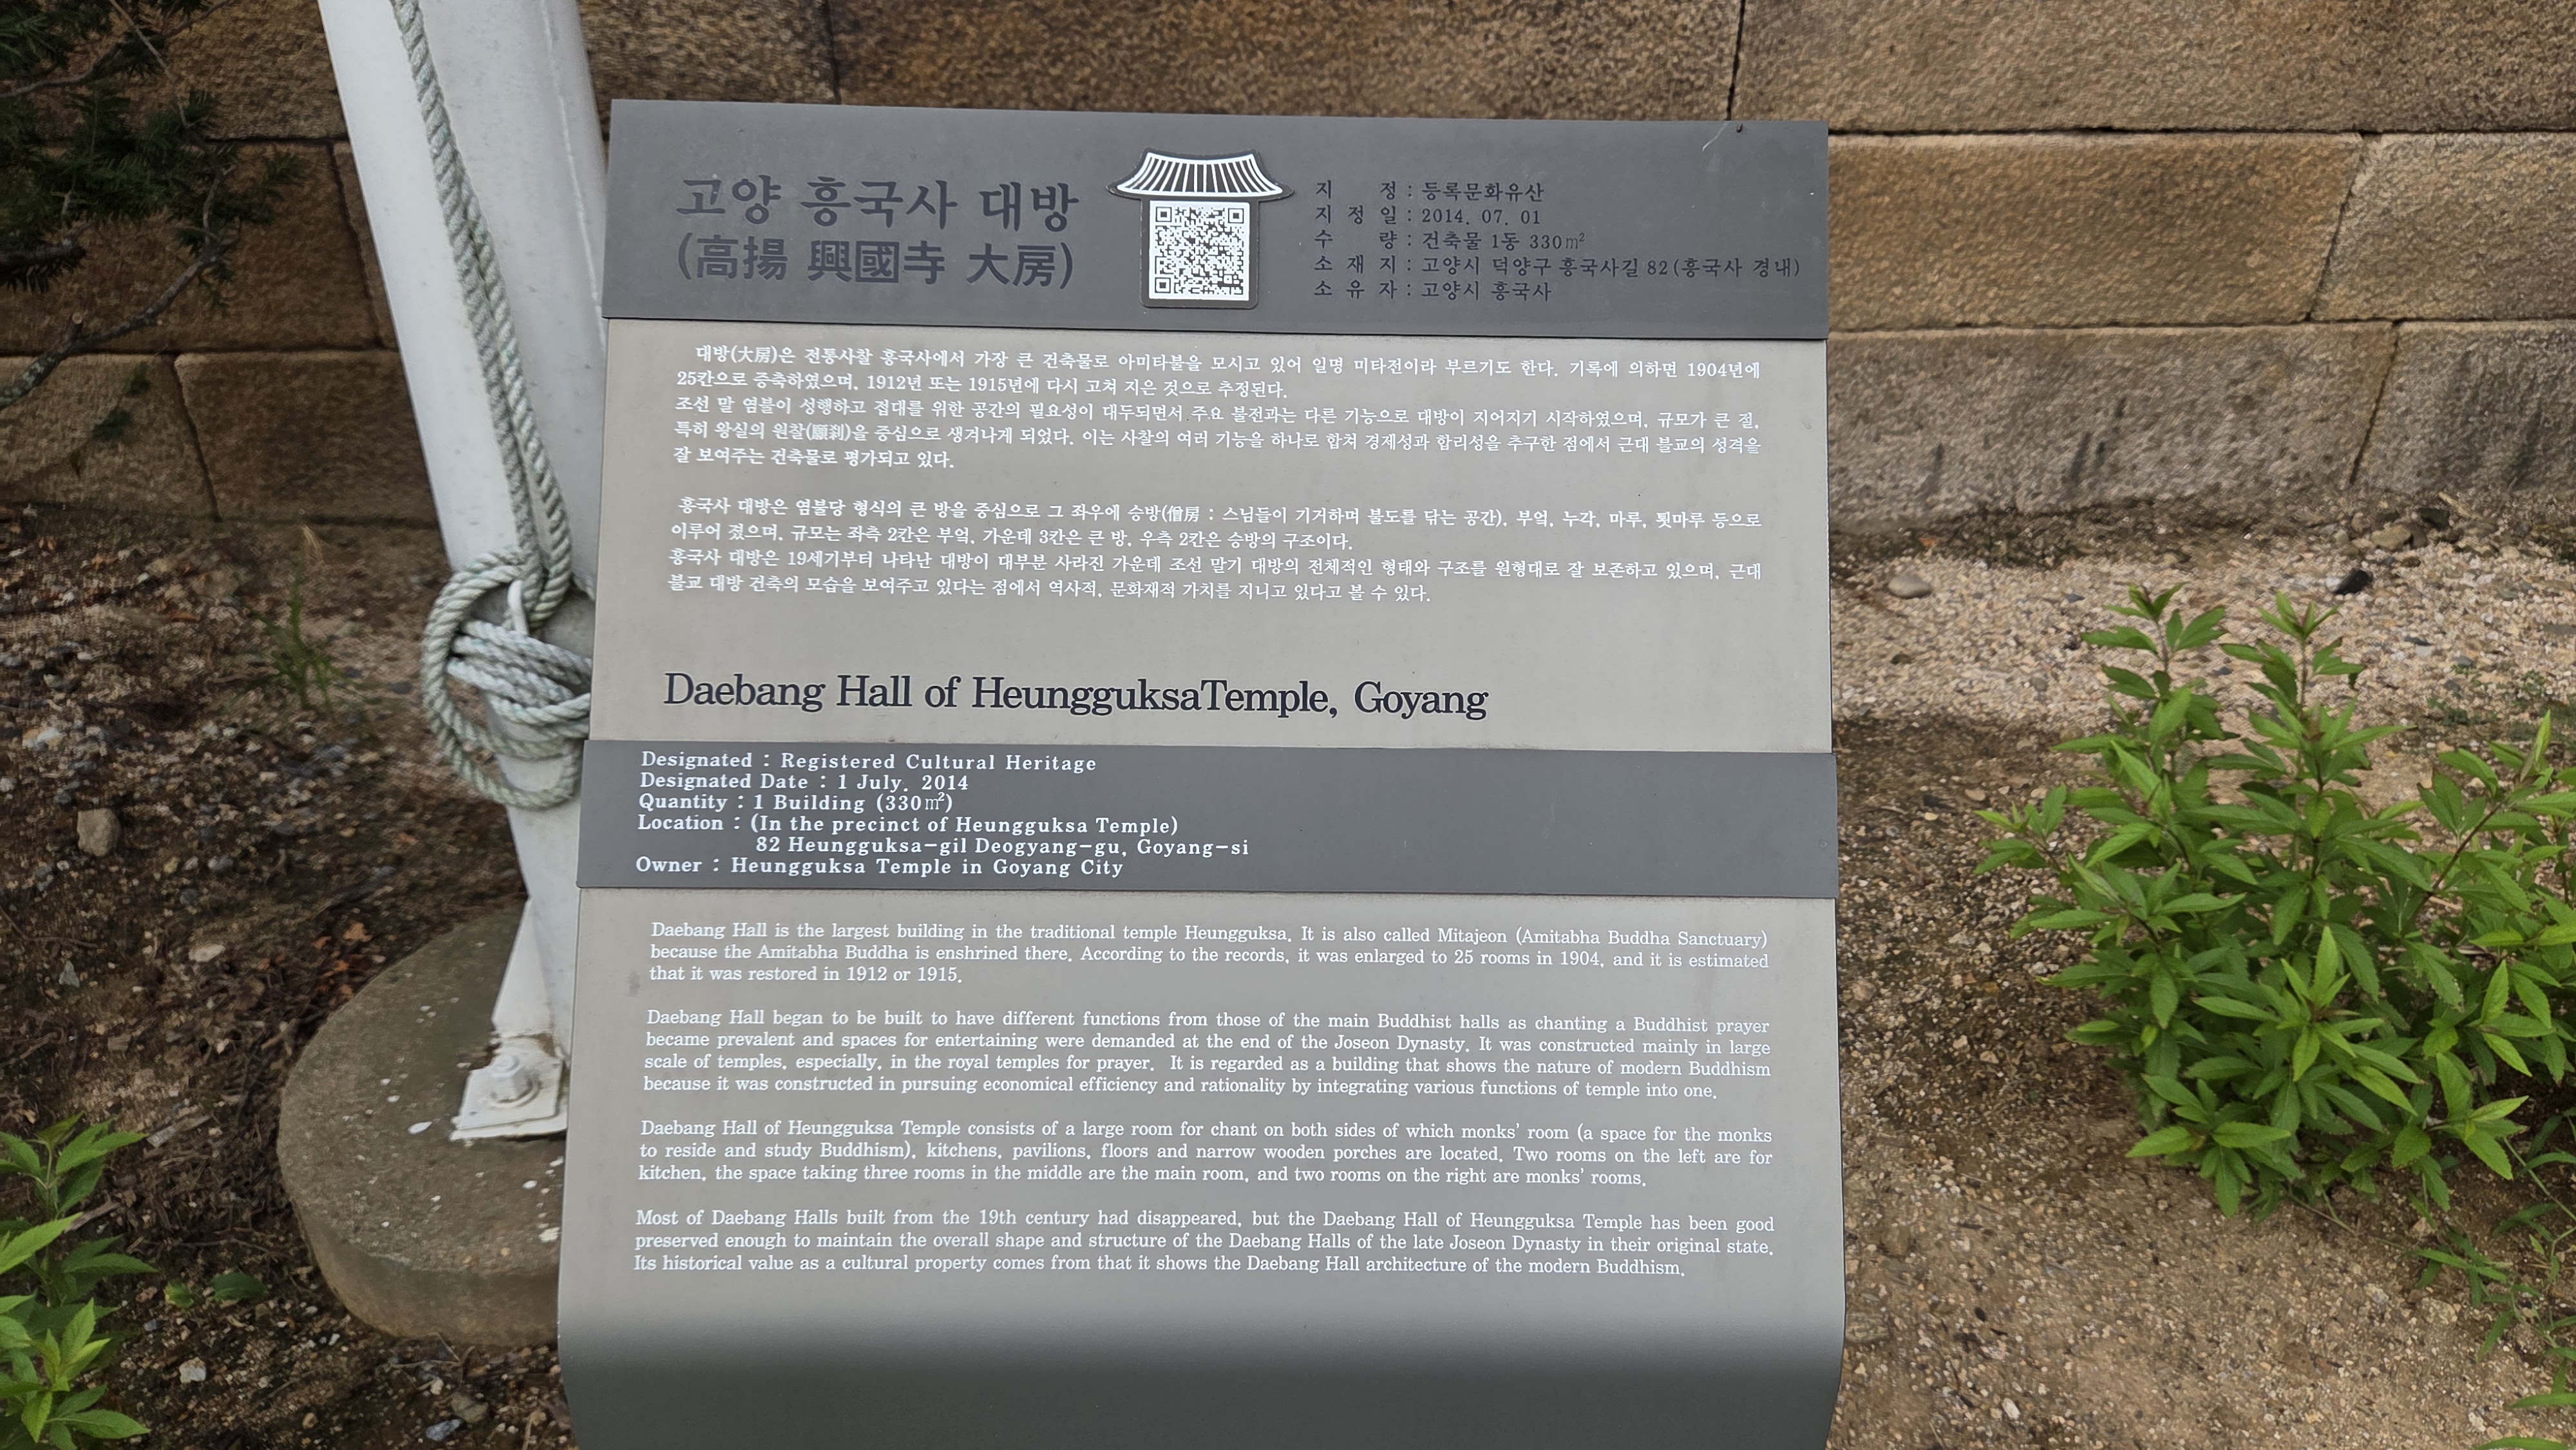 고양 흥국사 대방
(高揚 興國寺 大房)
지 정 : 등록문화유산
지 정 일 : 2014. 07. 01
수 량 : 건축물 1동 330㎡
소 재 지 : 고양시 덕양구 흥국사길 82(흥국사 경내)
소 유 자 : 고양시 흥국사
대방(大房)은 전통사찰 흥국사에서 가장 큰 건축물로 아미타불을 모시고 있어 일명 미타전이라 부르기도 한다. 기록에 의하면 1904년에
25칸으로 증축하였으며, 1912년 또는 1915년에 다시 고쳐 지은 것으로 추정된다.
조선 말 염불이 성행하고 접대를 위한 공간의 필요성이 대두되면서 주요 불전과는 다른 기능으로 대방이 지어지기 시작하였으며, 규모가 큰 절,
특히 왕실의 원찰(願刹)을 중심으로 생겨나게 되었다. 이는 사찰의 여러 기능을 하나로 합쳐 경제성과 합리성을 추구한 점에서 근대 불교의 성격을
잘 보여주는 건축물로 평가되고 있다.
흥국사 대방은 염불당 형식의 큰 방을 중심으로 그 좌우에 승방(僧房 : 스님들이 기거하며 불도를 닦는 공간), 부엌, 누각, 마루, 툇마루 등으로
이루어 졌으며, 규모는 좌측 2칸은 부엌, 가운데 3칸은 큰 방, 우측 2칸은 승방의 구조이다.
흥국사 대방은 19세기부터 나타난 대방이 대부분 사라진 가운데 조선 말기 대방의 전체적인 형태와 구조를 원형대로 잘 보존하고 있으며, 근대
불교 대방 건축의 모습을 보여주고 있다는 점에서 역사적, 문화재적 가치를 지니고 있다고 볼 수 있다.
Daebang Hall of HeungguksaTemple, Goyang
Designated : Registered Cultural Heritage
Designated Date : 1 July. 2014
Quantity : 1 Building (330㎡)
Location : (In the precinct of Heungguksa Temple)
82 Heungguksa-gil Deogyang-gu, Goyang-si
Owner : Heungguksa Temple in Goyang City
Daebang Hall is the largest building in the traditional temple Heungguksa. It is also called Mitajeon (Amitabha Buddha Sanctuary)
because the Amitabha Buddha is enshrined there. According to the records, it was enlarged to 25 rooms in 1904, and it is estimated
that it was restored in 1912 or 1915.
Daebang Hall began to be built to have different functions from those of the main Buddhist halls as chanting a Buddhist prayer
became prevalent and spaces for entertaining were demanded at the end of the Joseon Dynasty. It was constructed mainly in large
scale of temples, especially, in the royal temples for prayer. It is regarded as a building that shows the nature of modern Buddhism
because it was constructed in pursuing economical efficiency and rationality by integrating various functions of temple into one.
Daebang Hall of Heungguksa Temple consists of a large room for chant on both sides of which monks' room (a space for the monks
to reside and study Buddhism), kitchens, pavilions, floors and narrow wooden porches are located. Two rooms on the left are for
kitchen, the space taking three rooms in the middle are the main room, and two rooms on the right are monks' rooms.
Most of Daebang Halls built from the 19th century had disappeared, but the Daebang Hall of Heungguksa Temple has been good
preserved enough to maintain the overall shape and structure of the Daebang Halls of the late Joseon Dynasty in their original state.
Its historical value as a cultural property comes from that it shows the Daebang Hall architecture of the modern Buddhism.